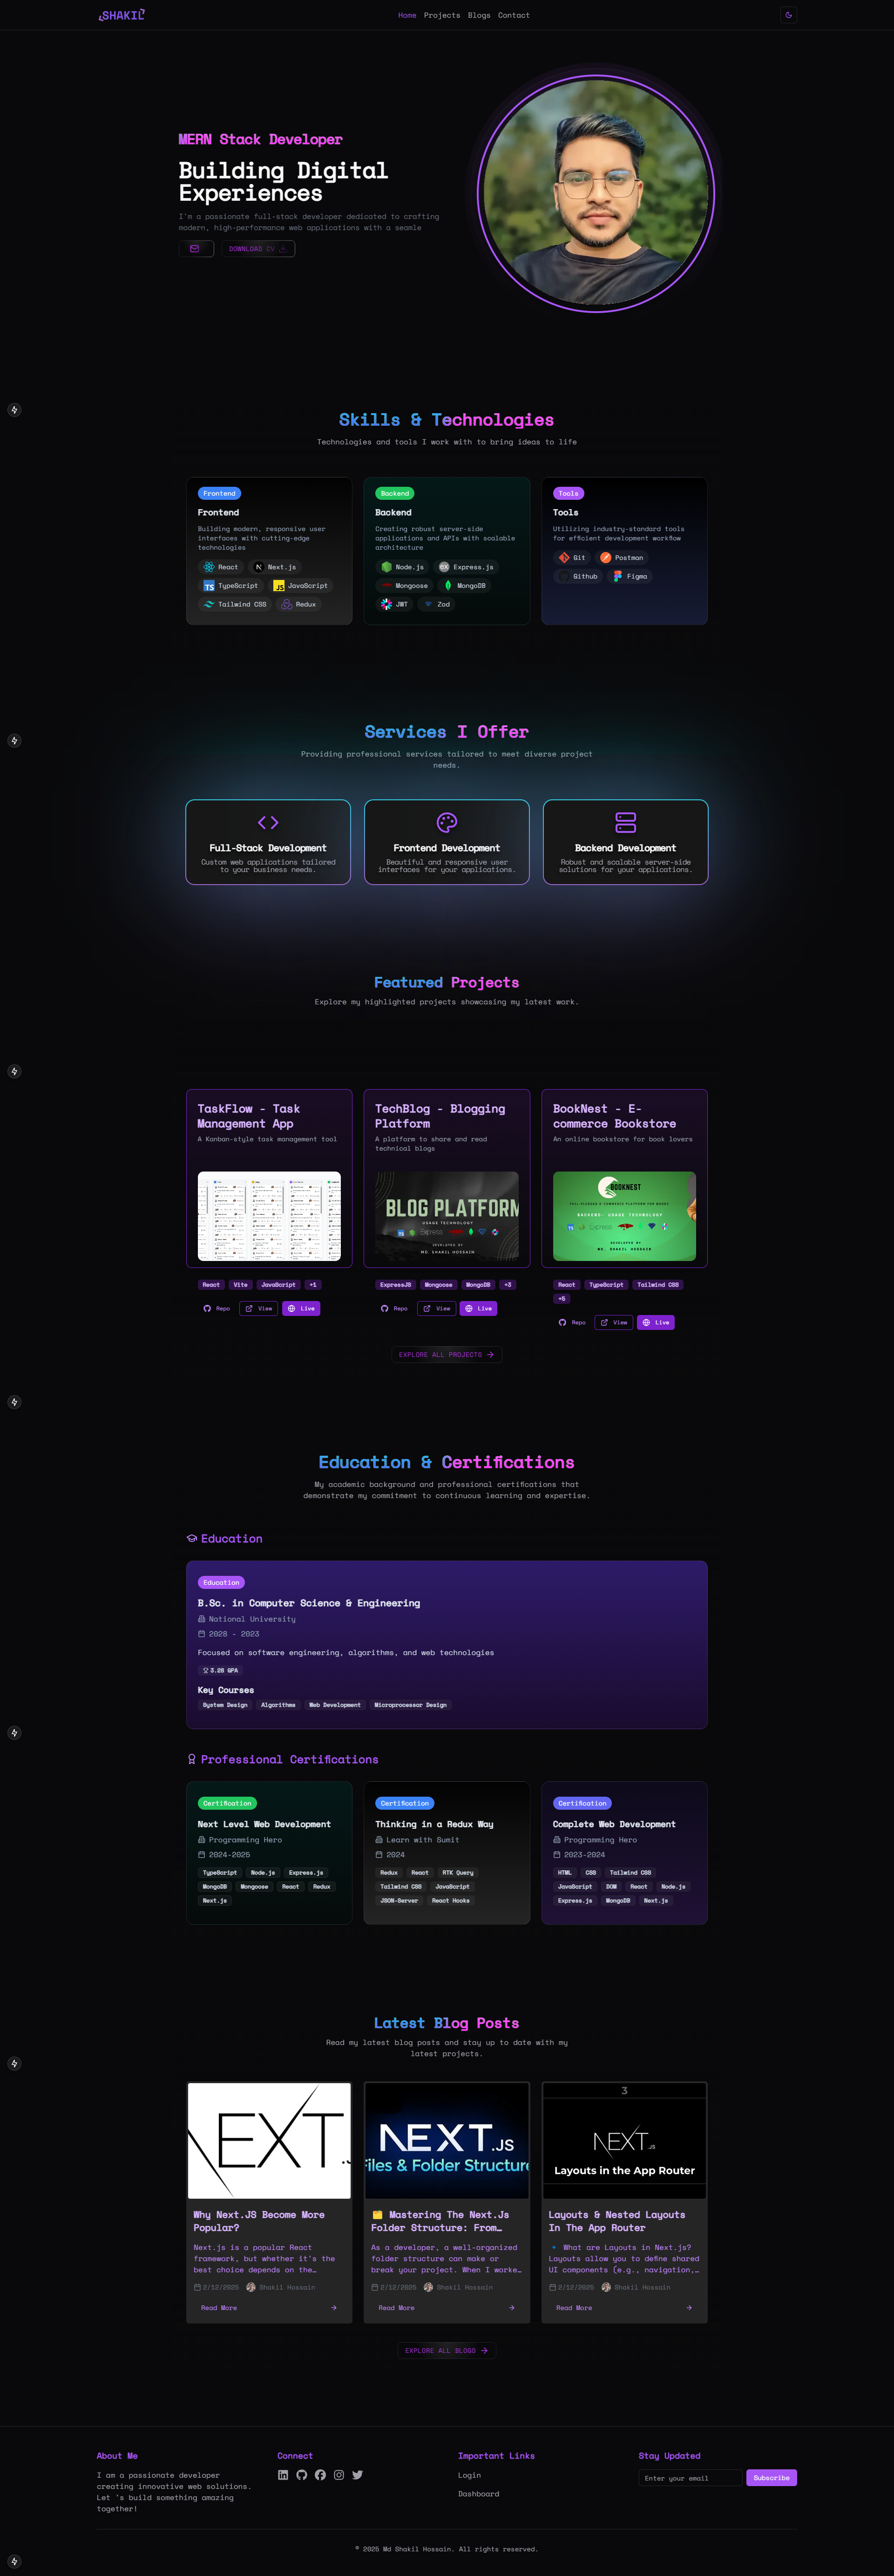 SHAKIL
Home Projects Blogs Contact
MERN Stack Developer
Building Digital
Experiences
I'm a passionate full-stack developer dedicated to crafting
modern, high-performance web applications with a seamle
DOWNLOAD CV
Skills & Technologies
Technologies and tools I work with to bring ideas to life
Frontend
Frontend
Building modern, responsive user
interfaces with cutting-edge
technologies
React Next.js
TypeScript JavaScript
Tailwind CSS Redux
Backend
Backend
Creating robust server-side
applications and APIs with scalable
architecture
Node.js Express.js
Mongoose MongoDB
JWT Zod
Tools
Tools
Utilizing industry-standard tools
for efficient development workflow
Git Postman
Github Figma
Services I Offer
Providing professional services tailored to meet diverse project
needs.
Full-Stack Development
Custom web applications tailored
to your business needs.
Frontend Development
Beautiful and responsive user
interfaces for your applications.
Backend Development
Robust and scalable server-side
solutions for your applications.
Featured Projects
Explore my highlighted projects showcasing my latest work.
TaskFlow - Task
Management App
A Kanban-style task management tool
React Vite JavaScript +1
Repo View Live
TechBlog - Blogging
Platform
A platform to share and read
technical blogs
BLOG PLATFORM
USAGE TECHNOLOGY
DEVELOPED BY
MD. SHAKIL HOSSAIN
ExpressJS Mongoose MongoDB +3
Repo View Live
BookNest - E-
commerce Bookstore
An online bookstore for book lovers
BOOKNEST
FULL-FLEDGED E-COMMERCE PLATFORM FOR BOOKS
BACKEND: USAGE TECHNOLOGY
DEVELOPED BY
MD. SHAKIL HOSSAIN
React TypeScript Tailwind CSS
+5
Repo View Live
EXPLORE ALL PROJECTS
Education & Certifications
My academic background and professional certifications that
demonstrate my commitment to continuous learning and expertise.
Education
Education
B.Sc. in Computer Science & Engineering
National University
2020 - 2023
Focused on software engineering, algorithms, and web technologies
3.28 GPA
Key Courses
System Design Algorithms Web Development Microprocessor Design
Professional Certifications
Certification
Next Level Web Development
Programming Hero
2024-2025
TypeScript Node.js Express.js
MongoDB Mongoose React Redux
Next.js
Certification
Thinking in a Redux Way
Learn with Sumit
2024
Redux React RTK Query
Tailwind CSS JavaScript
JSON-Server React Hooks
Certification
Complete Web Development
Programming Hero
2023-2024
HTML CSS Tailwind CSS
JavaScript DOM React Node.js
Express.js MongoDB Next.js
Latest Blog Posts
Read my latest blog posts and stay up to date with my
latest projects.
NEXT.
Why Next.JS Become More
Popular?
Next.js is a popular React
framework, but whether it's the
best choice depends on the…
2/12/2025 Shakil Hossain
Read More
NEXT.JS
Files & Folder Structure
Mastering The Next.Js
Folder Structure: From…
As a developer, a well-organized
folder structure can make or
break your project. When I worke…
2/12/2025 Shakil Hossain
Read More
3
NEXT.JS
Layouts in the App Router
Layouts & Nested Layouts
In The App Router
What are Layouts in Next.js?
Layouts allow you to define shared
UI components (e.g., navigation,…
2/12/2025 Shakil Hossain
Read More
EXPLORE ALL BLOGS
About Me
I am a passionate developer
creating innovative web solutions.
Let 's build something amazing
together!
Connect
Important Links
Login
Dashboard
Stay Updated
Enter your email Subscribe
© 2025 Md Shakil Hossain. All rights reserved.